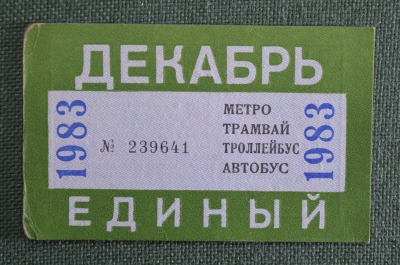 ДЕКАБРЬ
1983
№ 239641
МЕТРО
ТРАМВАЙ
ТРОЛЛЕЙБУС
АВТОБУС
1983
ЕДИНЫЙ